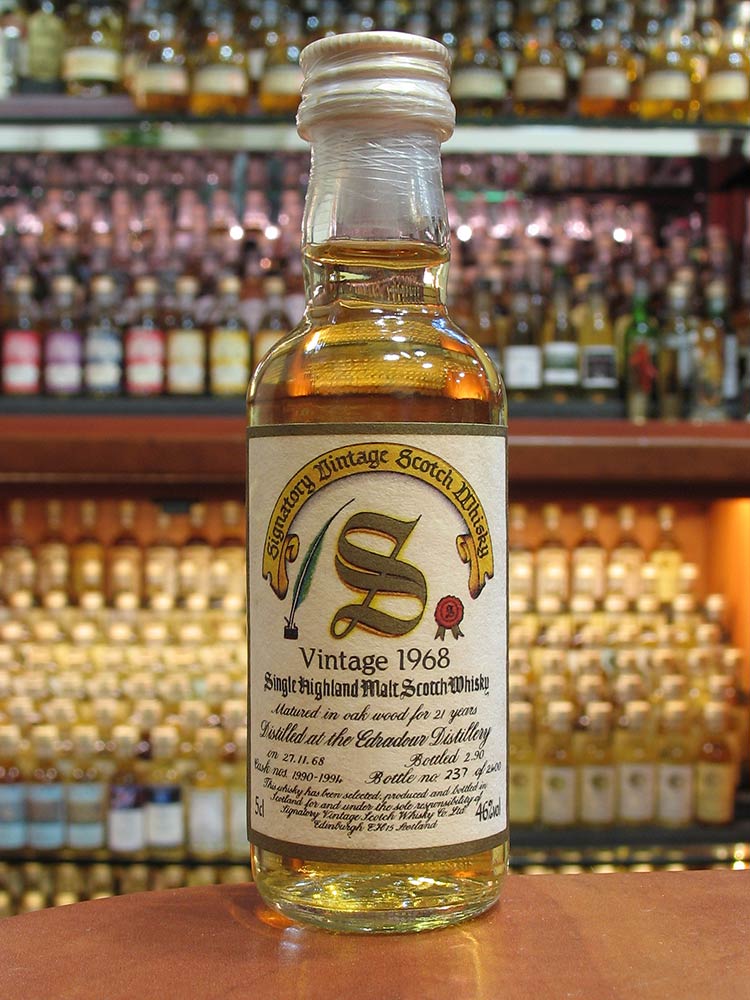 Signatory Vintage Scotch Whisky
S
Vintage 1968
Single Highland Malt Scotch Whisky
Matured in oak wood for 21 years
Distilled at the Edradour Distillery
on 27.11.68 Bottled 2.90
Cask nos. 1990-1994 Bottle no 237 of 2400
This whisky has been selected, produced and bottled in
Scotland for and under the sole responsibility of
5cl Signatory Vintage Scotch Whisky Co. Ltd. 46%vol
Edinburgh EH15 Scotland